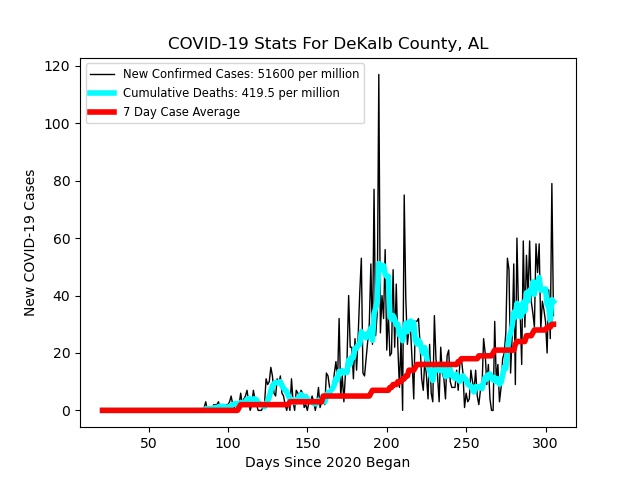 COVID-19 Stats For DeKalb County, AL
New Confirmed Cases: 51600 per million
Cumulative Deaths: 419.5 per million
7 Day Case Average
120
100
80
60
40
20
0
New COVID-19 Cases
50 100 150 200 250 300
Days Since 2020 Began